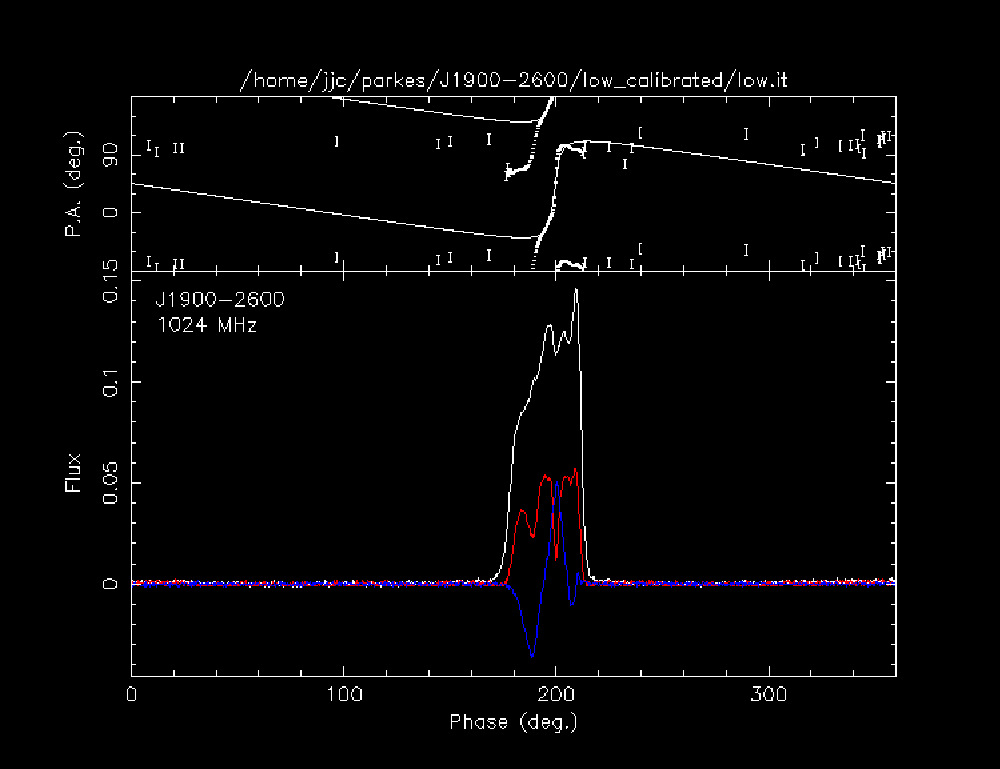 /home/jjc/parkes/J1900-2600/low_calibrated/low.it
P.A. (deg.)
90
0
J1900-2600
1024 MHz
Flux
0.15
0.1
0.05
0
0 100 200 300
Phase (deg.)